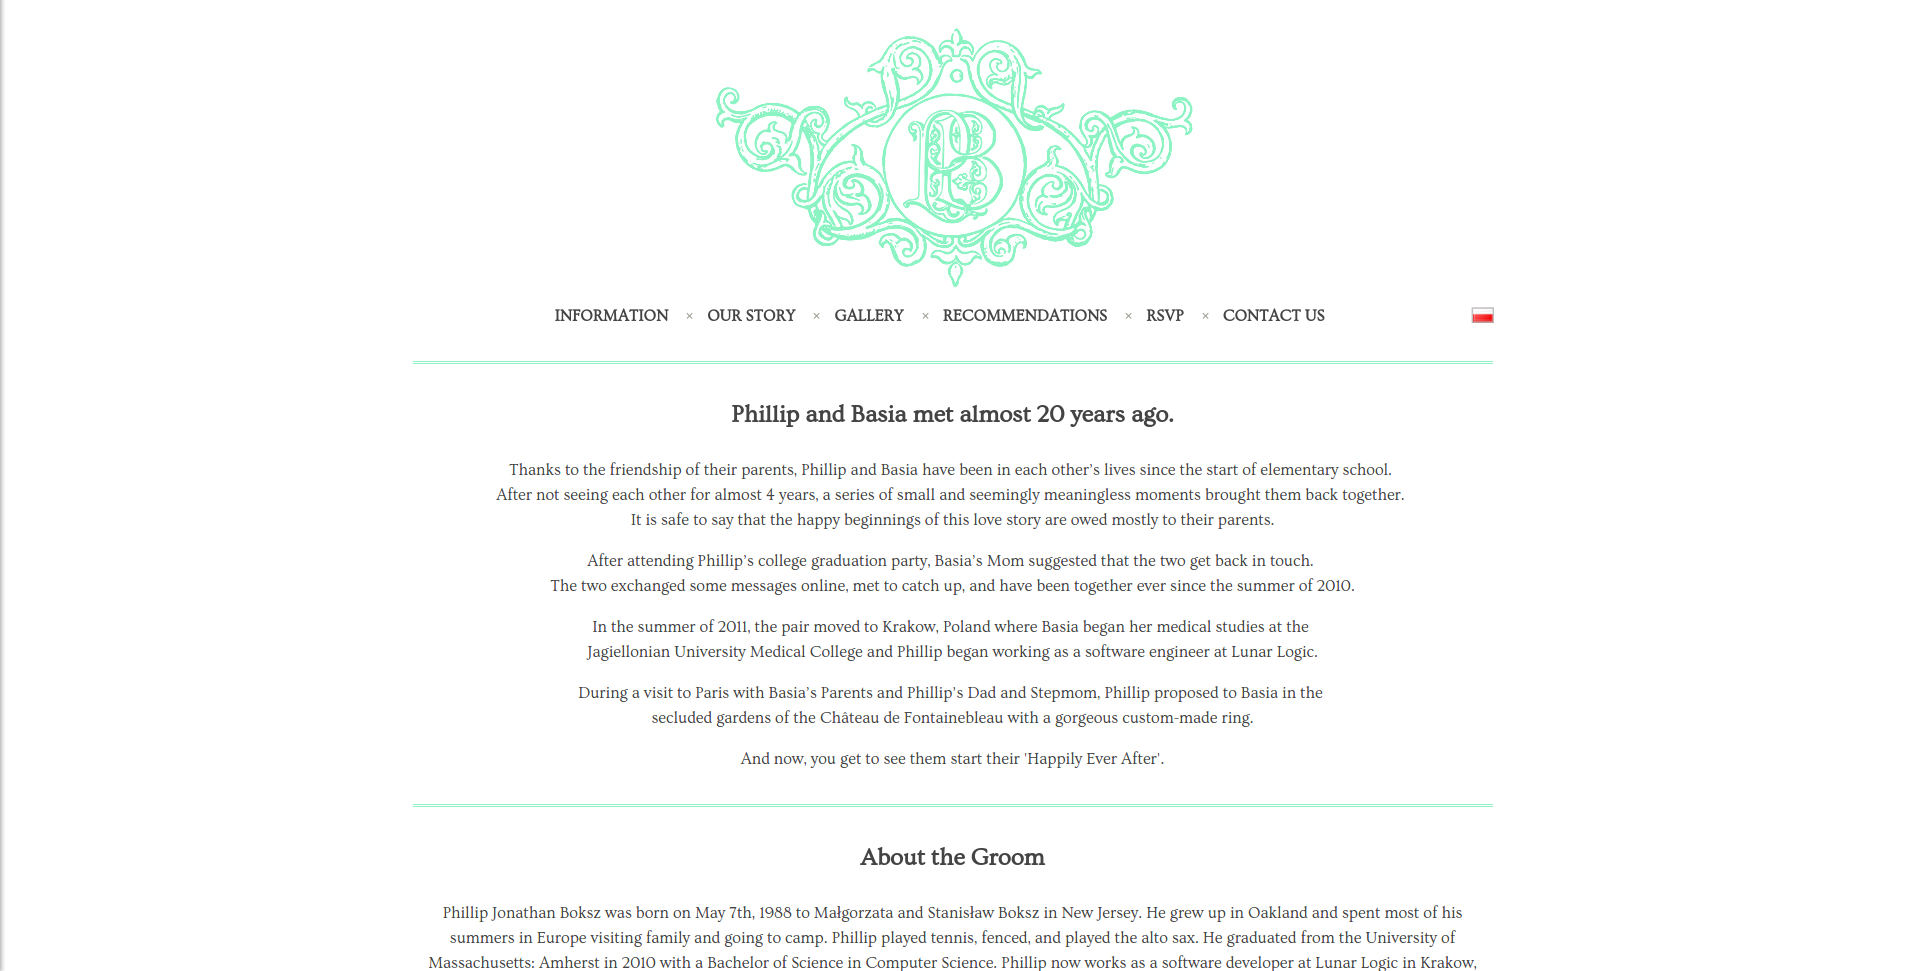 PB
INFORMATION × OUR STORY × GALLERY × RECOMMENDATIONS × RSVP × CONTACT US
Phillip and Basia met almost 20 years ago.
Thanks to the friendship of their parents, Phillip and Basia have been in each other’s lives since the start of elementary school.
After not seeing each other for almost 4 years, a series of small and seemingly meaningless moments brought them back together.
It is safe to say that the happy beginnings of this love story are owed mostly to their parents.
After attending Phillip’s college graduation party, Basia’s Mom suggested that the two get back in touch.
The two exchanged some messages online, met to catch up, and have been together ever since the summer of 2010.
In the summer of 2011, the pair moved to Krakow, Poland where Basia began her medical studies at the
Jagiellonian University Medical College and Phillip began working as a software engineer at Lunar Logic.
During a visit to Paris with Basia’s Parents and Phillip’s Dad and Stepmom, Phillip proposed to Basia in the
secluded gardens of the Château de Fontainebleau with a gorgeous custom-made ring.
And now, you get to see them start their 'Happily Ever After'.
About the Groom
Phillip Jonathan Boksz was born on May 7th, 1988 to Małgorzata and Stanisław Boksz in New Jersey. He grew up in Oakland and spent most of his
summers in Europe visiting family and going to camp. Phillip played tennis, fenced, and played the alto sax. He graduated from the University of
Massachusetts: Amherst in 2010 with a Bachelor of Science in Computer Science. Phillip now works as a software developer at Lunar Logic in Krakow,